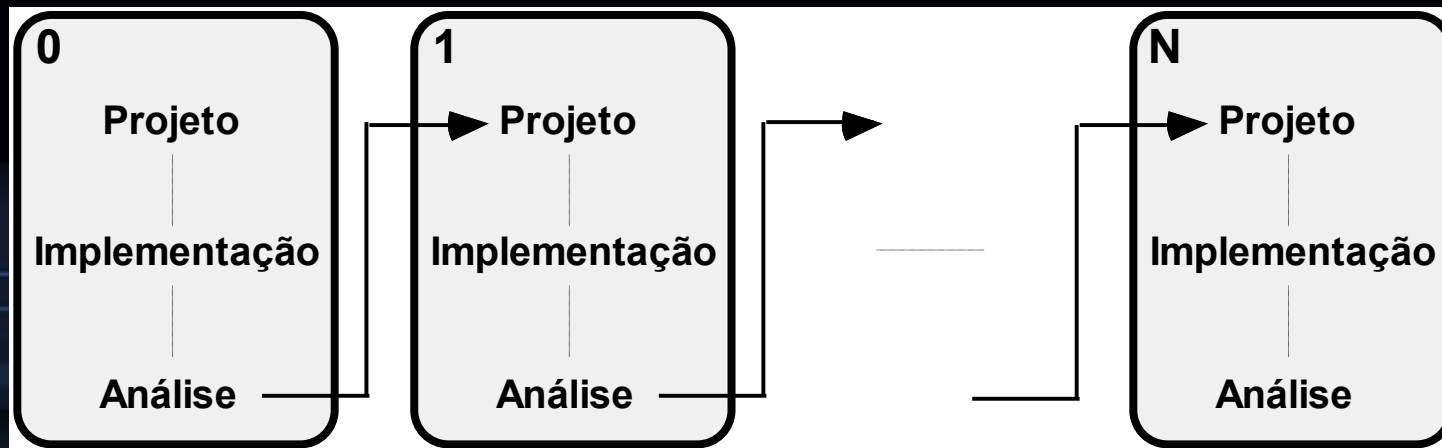 0
Projeto
Implementação
Análise
1
Projeto
Implementação
Análise
N
Projeto
Implementação
Análise